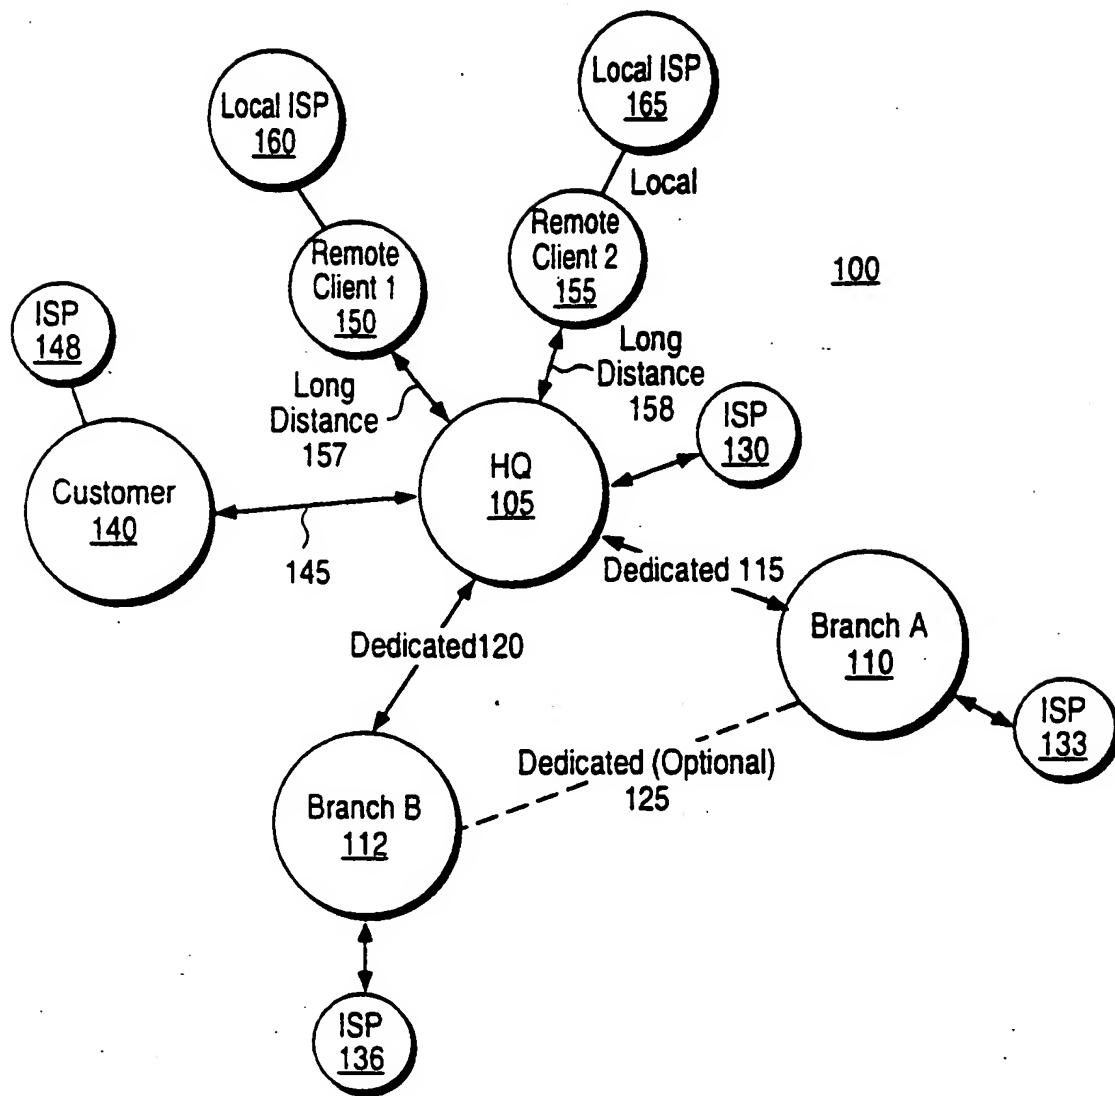 Local ISP
165
Local ISP
160
Local
Remote
Client 2
155
Remote
Client 1
150
100
ISP
148
Long
Distance
158
Long
Distance
157
ISP
130
HQ
105
Customer
140
145
Dedicated 115
Branch A
110
Dedicated120
ISP
133
Dedicated (Optional)
125
Branch B
112
ISP
136